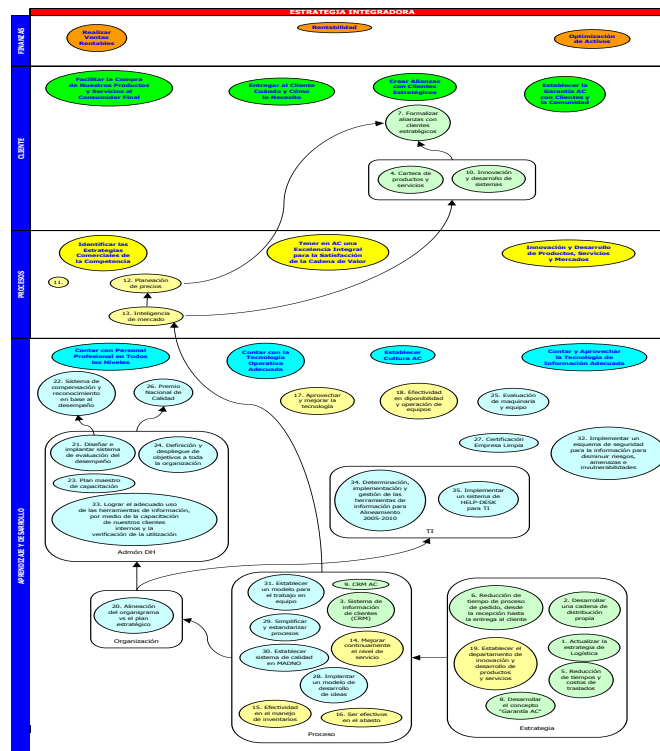 ESTRATEGIA INTEGRADORA
FINANZAS
Realizar
Ventas
Rentables
Rentabilidad
Optimización
de Activos
CLIENTE
Facilitar la Compra
de Nuestros Productos
y Servicios al
Consumidor Final
Entregar al Cliente
Cuándo y Cómo
lo Necesite
Crear Alianzas
con Clientes
Estratégicos
Establecer la
Garantía AC
con Clientes y
la Comunidad
7. Formalizar
alianzas con
clientes
estratégicos
4. Cartera de
productos y
servicios
10. Innovación
y desarrollo de
sistemas
PROCESOS
Identificar las
Estrategias
Comerciales de
la Competencia
Tener en AC una
Excelencia Integral
para la Satisfacción
de la Cadena de Valor
Innovación y Desarrollo
de Productos, Servicios
y Mercados
11.
12. Planeación
de precios
13. Inteligencia
de mercado
APRENDIZAJE Y DESARROLLO
Contar con Personal
Profesional en Todos
los Niveles
Contar con la
Tecnología
Operativa
Adecuada
Establecer
Cultura AC
Contar y Aprovechar
la Tecnología de
Información Adecuada
22. Sistema de
compensación y
reconocimiento
en base al
desempeño
26. Premio
Nacional de
Calidad
17. Aprovechar
y mejorar la
tecnología
18. Efectividad
en diponibilidad
y operación de
equipos
25. Evaluación
de maquinaria
y equipo
27. Certificación
Empresa Limpia
32. Implementar un
esquema de seguridad
para la información para
disminuir riesgos,
amenazas e
invulnerabilidades
21. Diseñar e
implantar sistema
de evaluación del
desempeño
24. Definición y
despliegue de
objetivos a toda
la organización
23. Plan maestro
de capacitación
33. Lograr el adecuado uso
de las herramientas de información,
por medio de la capacitación
de nuestros clientes
internos y la
verificación de la utilización
Admón DH
34. Determinación,
implementación y
gestión de las
herramientas de
información para
Alineamiento
2005-2010
35. Implementar
un sistema de
HELP-DESK
para TI
TI
20. Alineación
del organigrama
vs el plan
estratégico
Organización
31. Establecer
un modelo para
el trabajo en
equipo
9. CRM AC
3. Sistema de
información de
clientes (CRM)
29. Simplificar
y estandarizar
procesos
14. Mejorar
continuamente
el nivel de
servicio
30. Establecer
sistema de calidad
en MADNO
28. Implantar
un modelo de
desarrollo
de ideas
15. Efectividad
en el manejo
de inventarios
16. Ser efectivos
en el abasto
Proceso
6. Reducción de
tiempo de proceso
de pedido, desde
la recepción hasta
la entrega al cliente
2. Desarrollar
una cadena de
distribución
propia
1. Actualizar la
estrategia de
Logística
19. Establecer el
departamento de
innovación y
desarrollo de
productos
y servicios
5. Reducción
de tiempos y
costos de
traslados
8. Desarrollar
el concepto
"Garantía AC"
Estrategia